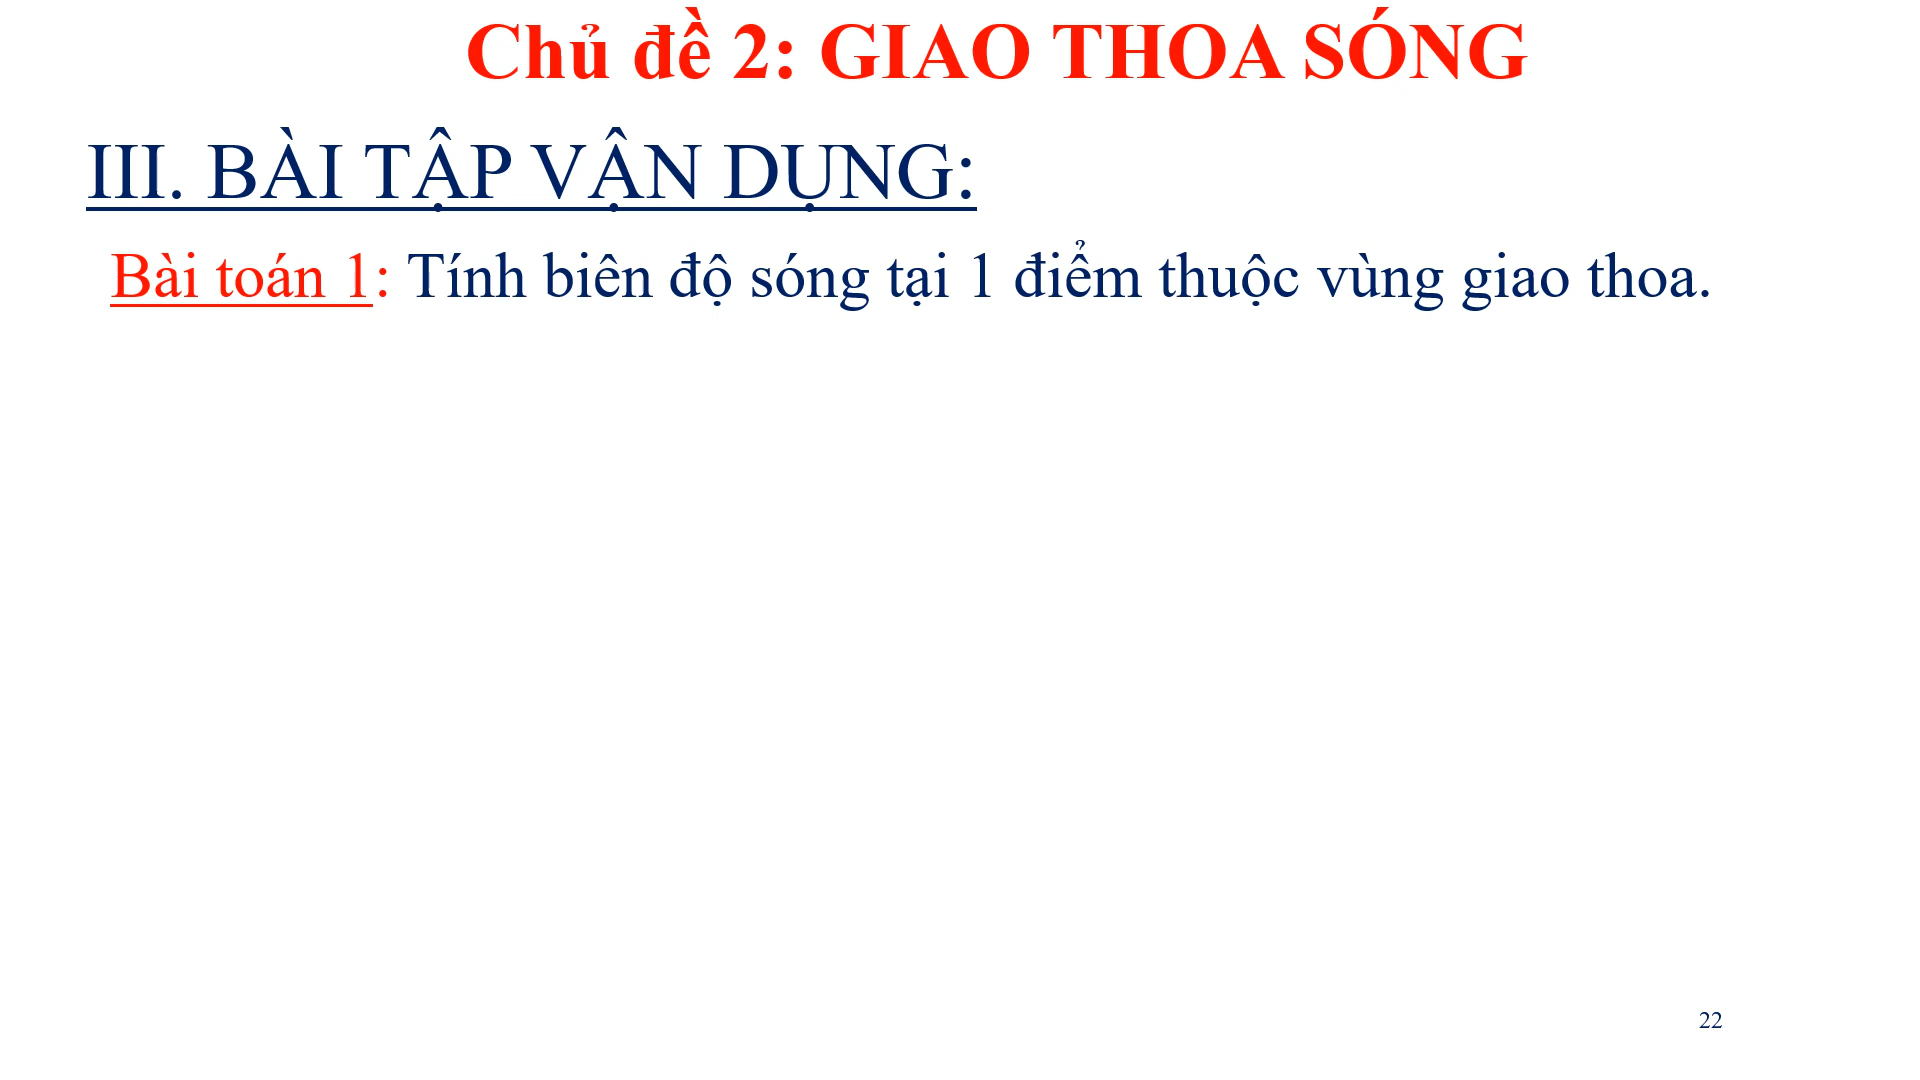 Chủ đề 2: GIAO THOA SÓNG
III. BÀI TẬP VẬN DỤNG:
Bài toán 1: Tính biên độ sóng tại 1 điểm thuộc vùng giao thoa.
22